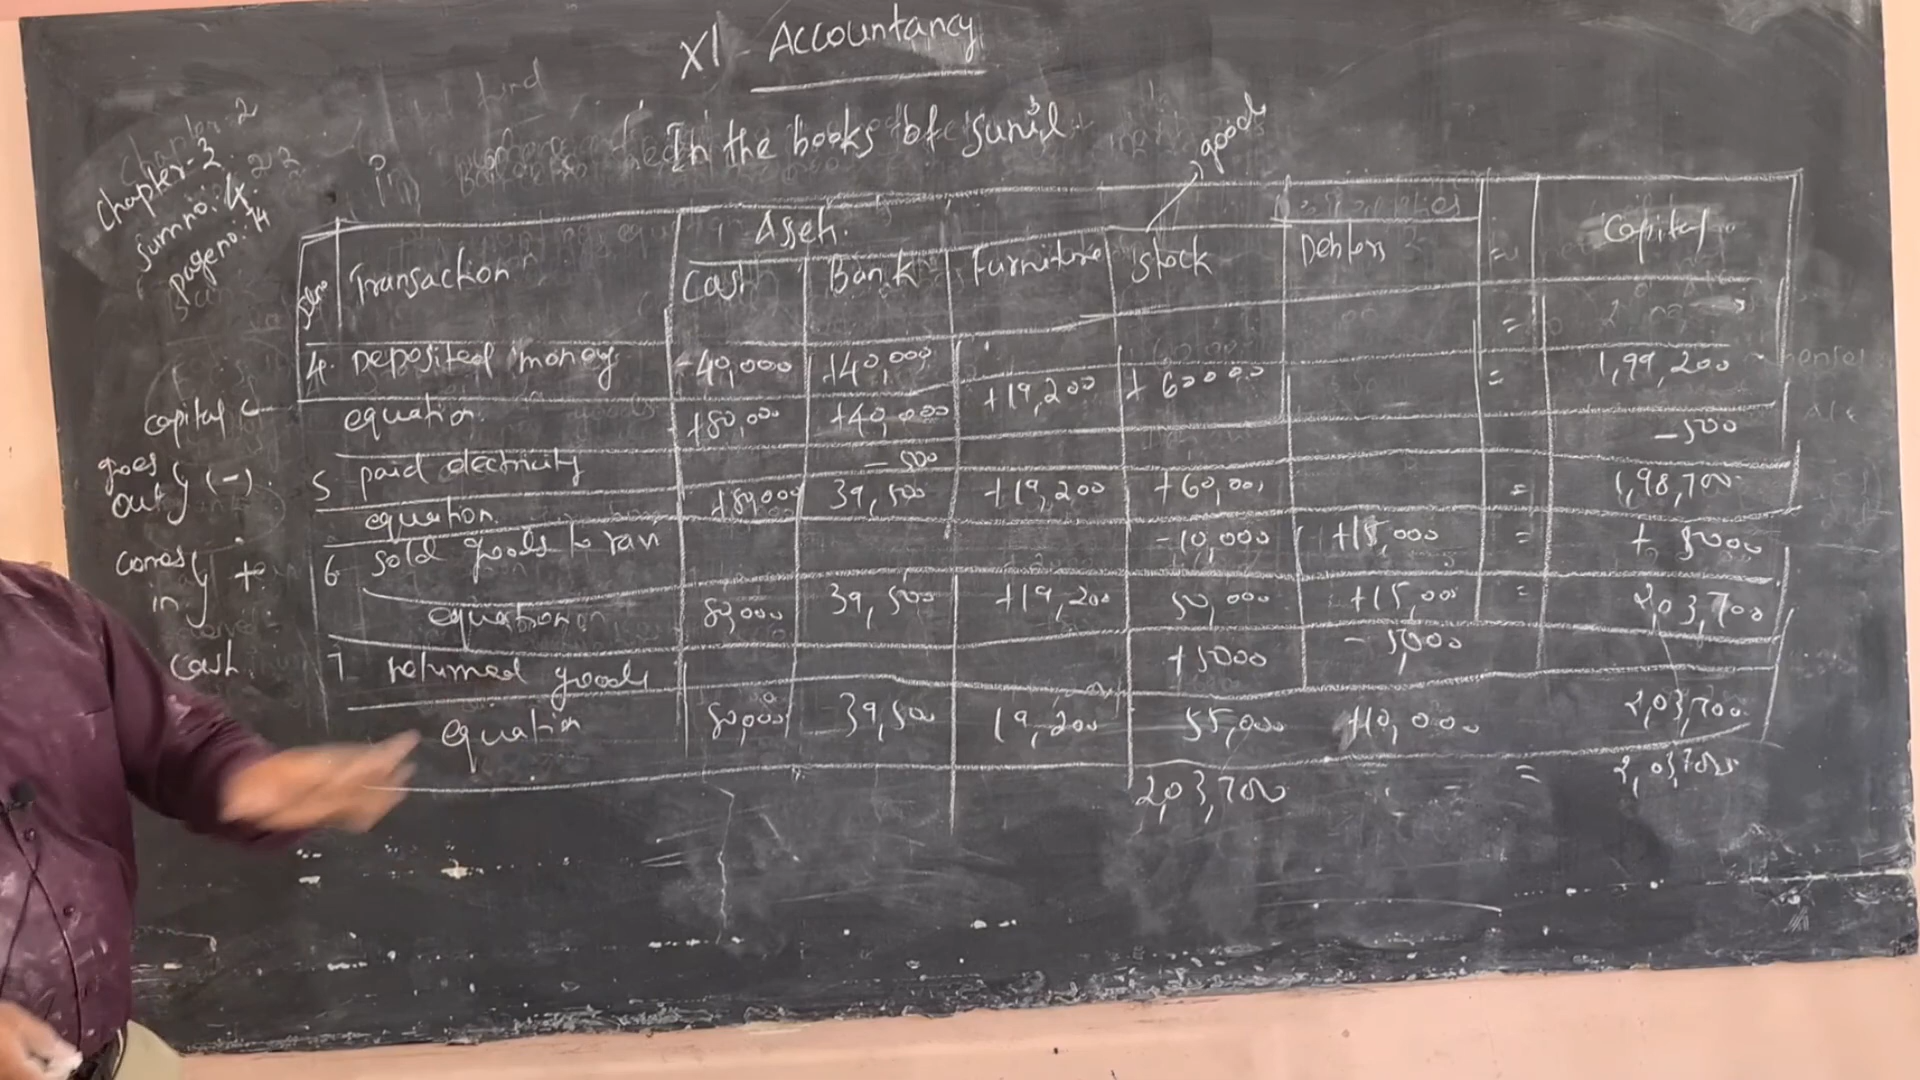 XI - Accountancy
In the books of Sunil
goods
Chapter-3
Sum no: 4
page no: 74
Transaction
Asset.
Cash
Bank
Furniture
Stock
Debtors
=
Capital
=
4. Deposited money -40,000 +40,000
equation. +80,000 +40,000 +19,200 +60000 = 1,99,200
5 paid electricity - 500 -500
equation. +80,000 39,500 +19,200 +60,000 = 1,98,700
6 sold goods to -10,000 +15,000 = + 5000
equation 80,000 39,500 +19,200 50,000 +15,000 = 2,03,700
7 returned goods +5000 - 5,000
equation 80,000 39,500 19,200 55,000 +10,000 2,03,700
2,03,700 = 2,03,700
capital
goes
out (-).
comes
in +
cash.